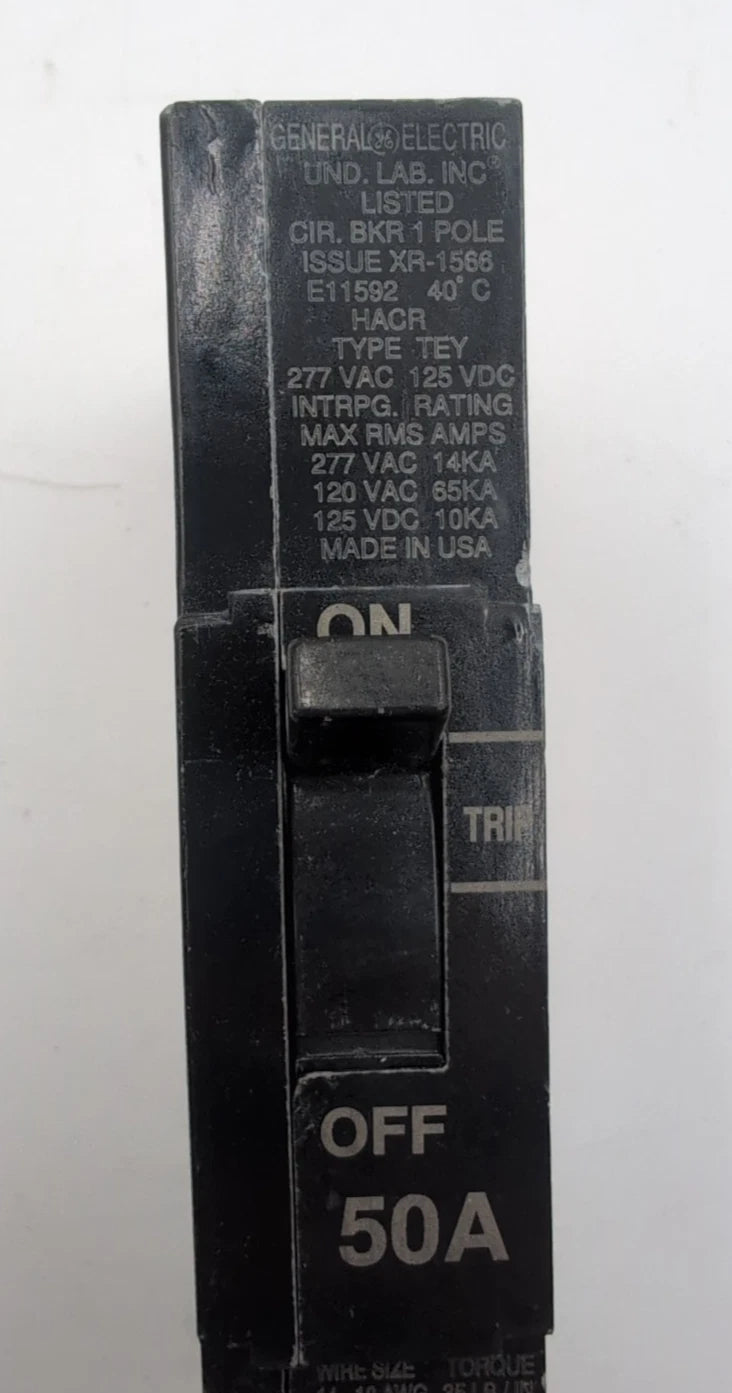 GENERAL GE ELECTRIC
UND. LAB. INC®
LISTED
CIR. BKR 1 POLE
ISSUE XR-1566
E11592 40° C
HACR
TYPE TEY
277 VAC 125 VDC
INTRPG. RATING
MAX RMS AMPS
277 VAC 14KA
120 VAC 65KA
125 VDC 10KA
MADE IN USA
ON
TRIP
OFF
50A
WIRE SIZE TORQUE